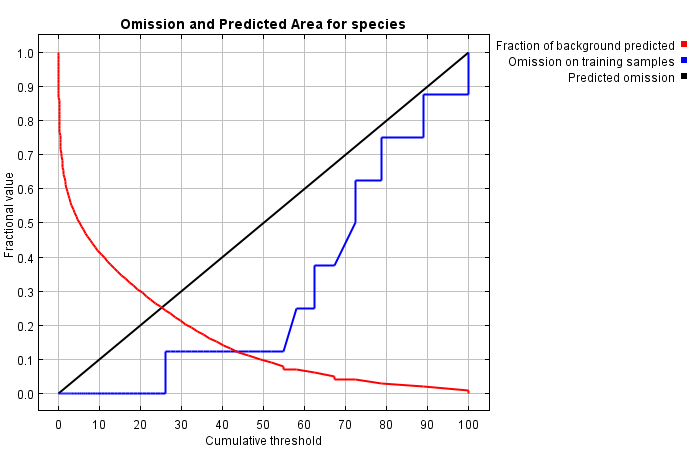 Omission and Predicted Area for species
Fraction of background predicted
Omission on training samples
Predicted omission
Fractional value
1.0
0.9
0.8
0.7
0.6
0.5
0.4
0.3
0.2
0.1
0.0
0 10 20 30 40 50 60 70 80 90 100
Cumulative threshold